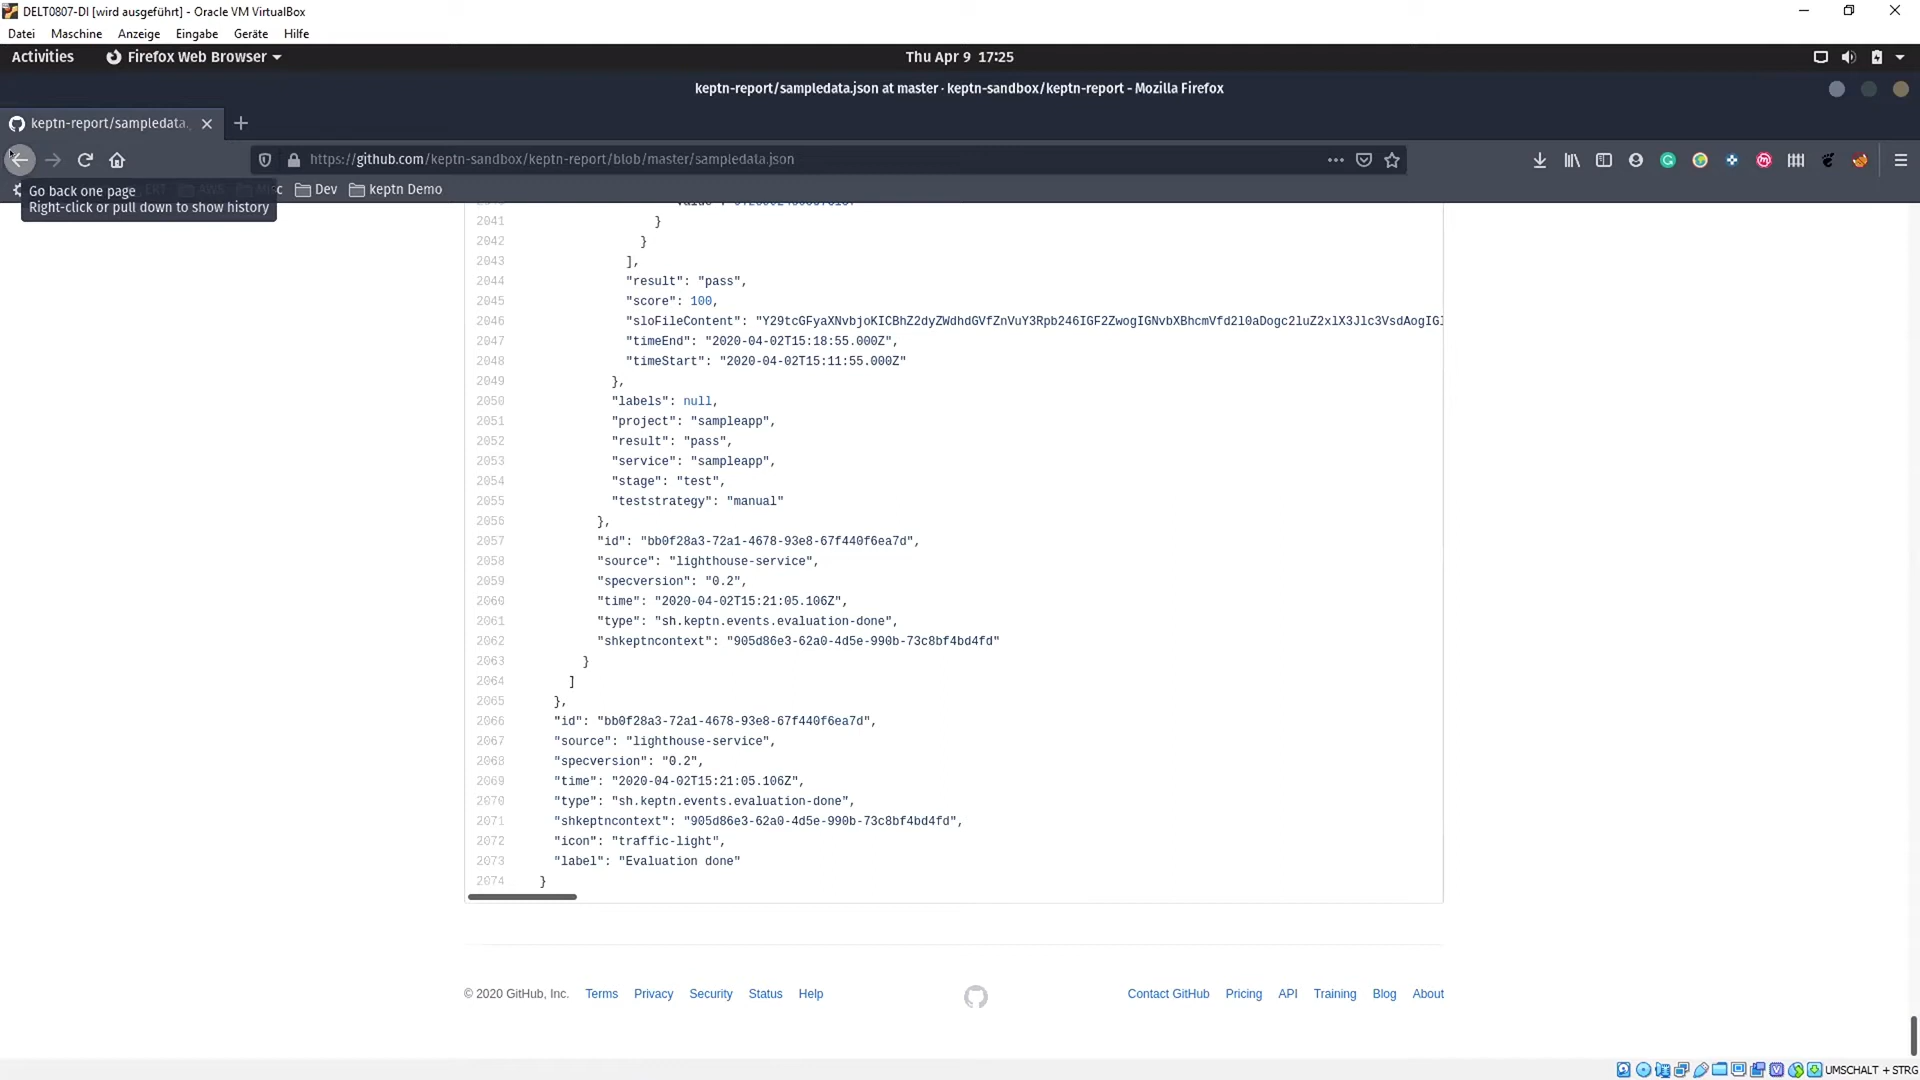 DELT0807-DI [wird ausgeführt] - Oracle VM VirtualBox
Datei Maschine Anzeige Eingabe Geräte Hilfe
Activities Firefox Web Browser Thu Apr 9 17:25
keptn-report/sampledata.json at master · keptn-sandbox/keptn-report - Mozilla Firefox
keptn-report/sampledata.
https://github.com/keptn-sandbox/keptn-report/blob/master/sampledata.json
Go back one page
Right-click or pull down to show history
Dev keptn Demo
2041 }
2042 }
2043 ],
2044 "result": "pass",
2045 "score": 100,
2046 "sloFileContent": "Y29tcGFyaXNvbjoKICBhZ2dyZWdhdGVfZnVuY3Rpb246IGF2ZwogIGNvbXBhcmVfd2l0aDogc2luZ2xlX3Jlc3VsdAogIG
2047 "timeEnd": "2020-04-02T15:18:55.000Z",
2048 "timeStart": "2020-04-02T15:11:55.000Z"
2049 },
2050 "labels": null,
2051 "project": "sampleapp",
2052 "result": "pass",
2053 "service": "sampleapp",
2054 "stage": "test",
2055 "teststrategy": "manual"
2056 },
2057 "id": "bb0f28a3-72a1-4678-93e8-67f440f6ea7d",
2058 "source": "lighthouse-service",
2059 "specversion": "0.2",
2060 "time": "2020-04-02T15:21:05.106Z",
2061 "type": "sh.keptn.events.evaluation-done",
2062 "shkeptncontext": "905d86e3-62a0-4d5e-990b-73c8bf4bd4fd"
2063 }
2064 ]
2065 },
2066 "id": "bb0f28a3-72a1-4678-93e8-67f440f6ea7d",
2067 "source": "lighthouse-service",
2068 "specversion": "0.2",
2069 "time": "2020-04-02T15:21:05.106Z",
2070 "type": "sh.keptn.events.evaluation-done",
2071 "shkeptncontext": "905d86e3-62a0-4d5e-990b-73c8bf4bd4fd",
2072 "icon": "traffic-light",
2073 "label": "Evaluation done"
2074 }
© 2020 GitHub, Inc. Terms Privacy Security Status Help Contact GitHub Pricing API Training Blog About
UMSCHALT + STRG